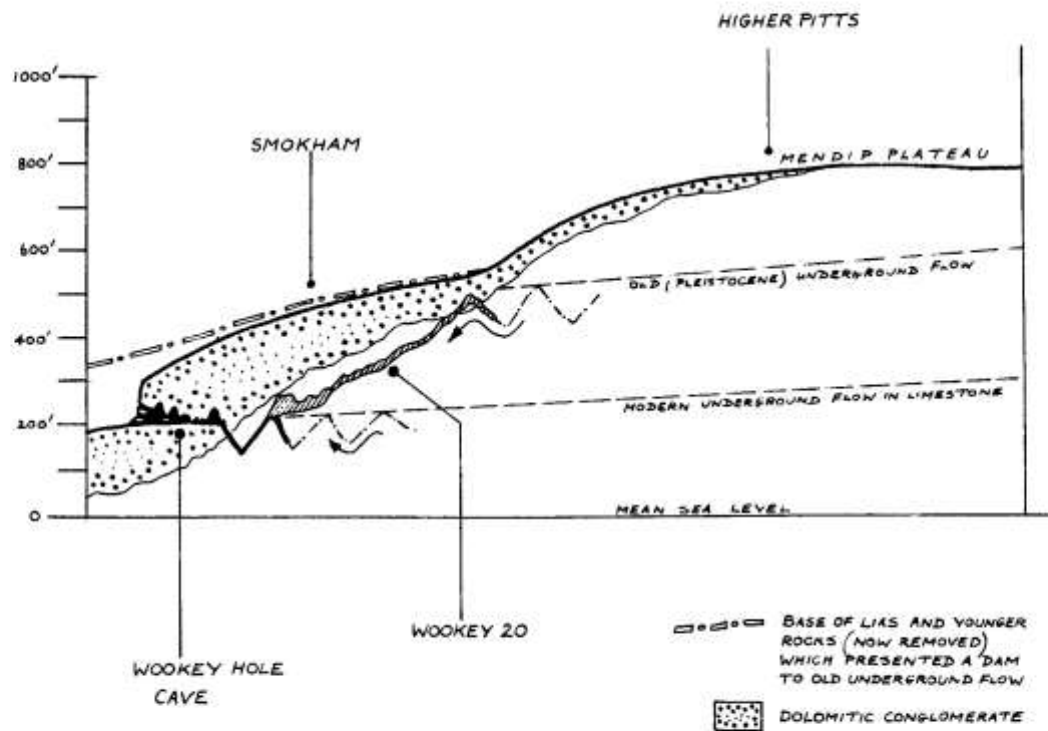 HIGHER PITTS
1000'
SMOKHAM
800'
MENDIP PLATEAU
600'
OLD (PLEISTOCENE) UNDERGROUND FLOW
400'
MODERN UNDERGROUND FLOW IN LIMESTONE
200'
0
MEAN SEA LEVEL
WOOKEY 20
WOOKEY HOLE
CAVE
BASE OF LIAS AND YOUNGER
ROCKS (NOW REMOVED)
WHICH PRESENTED A DAM
TO OLD UNDERGROUND FLOW
DOLOMITIC CONGLOMERATE